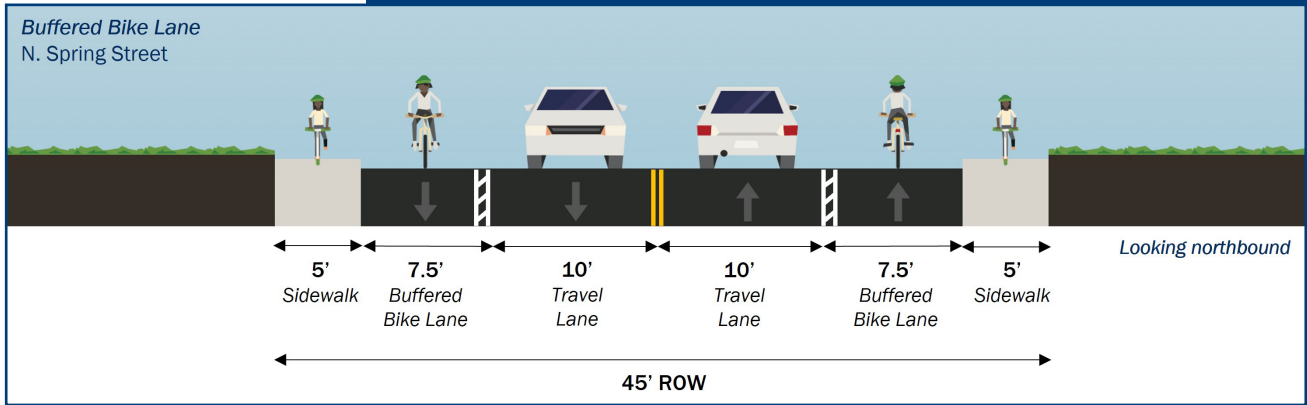 Buffered Bike Lane
N. Spring Street
Looking northbound
5’
Sidewalk
7.5’
Buffered
Bike Lane
10’
Travel
Lane
10’
Travel
Lane
7.5’
Buffered
Bike Lane
5’
Sidewalk
45’ ROW